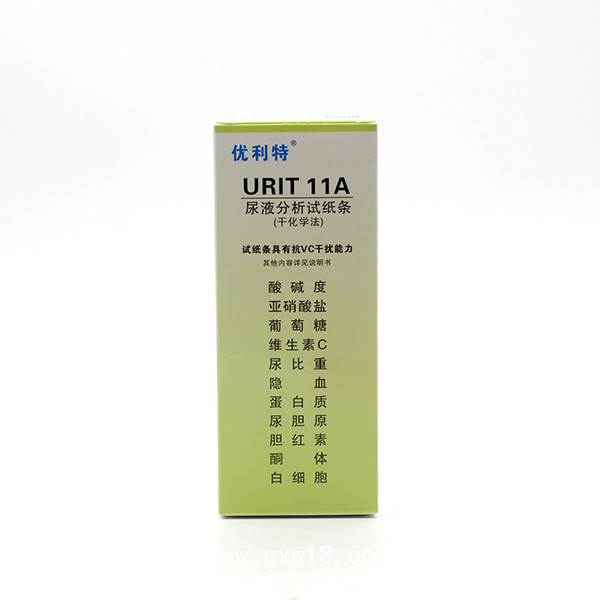 优利特®
URIT 11A
尿液分析试纸条
(干化学法)
试纸条具有抗VC干扰能力
其他内容详见说明书
酸碱度
亚硝酸盐
葡萄糖
维生素C
尿比重
隐血
蛋白质
尿胆原
胆红素
酮体
白细胞
www.qxw18.com